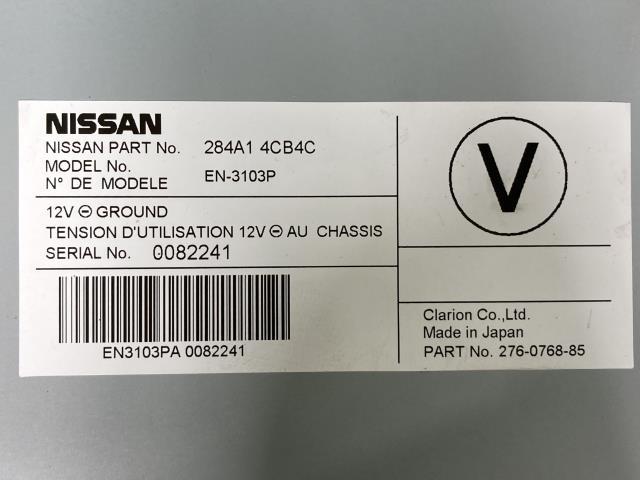 NISSAN
NISSAN PART No. 284A1 4CB4C
MODEL No.
N° DE MODELE EN-3103P
12V ⊖ GROUND
TENSION D'UTILISATION 12V ⊖ AU CHASSIS
SERIAL No. 0082241
EN3103PA 0082241
V
Clarion Co.,Ltd.
Made in Japan
PART No. 276-0768-85